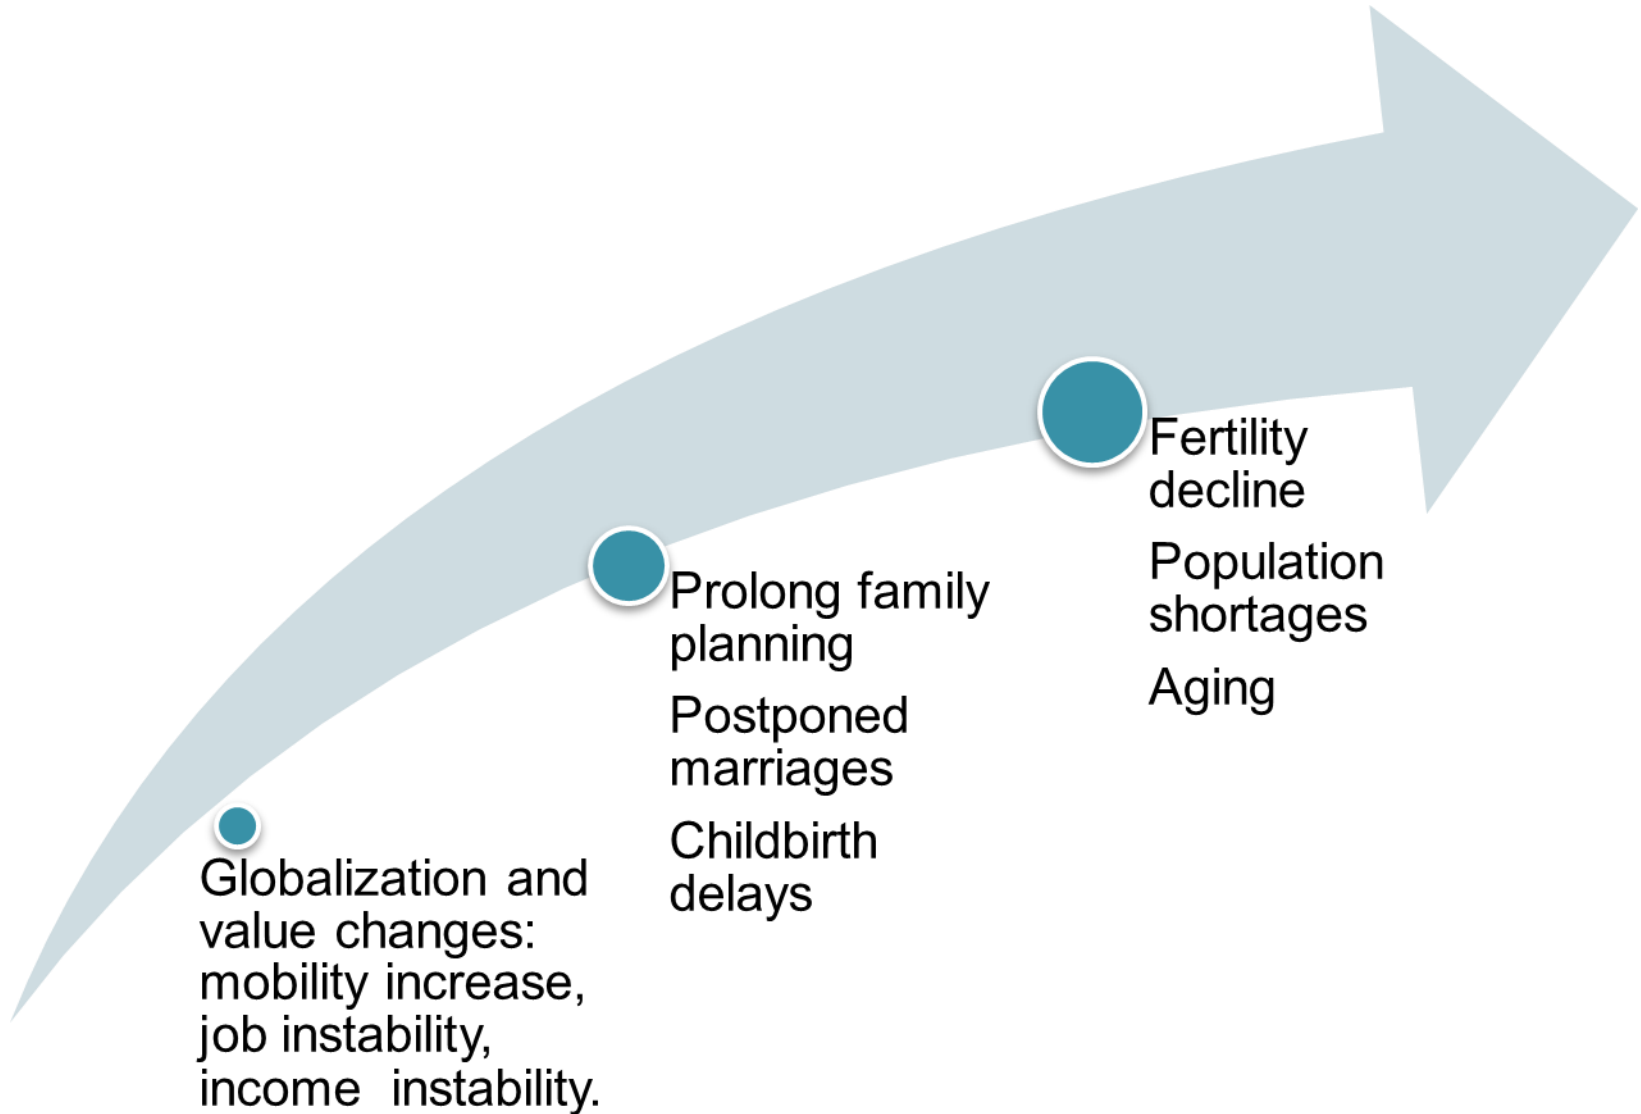 Globalization and
value changes:
mobility increase,
job instability,
income instability.
Prolong family
planning
Postponed
marriages
Childbirth
delays
Fertility
decline
Population
shortages
Aging